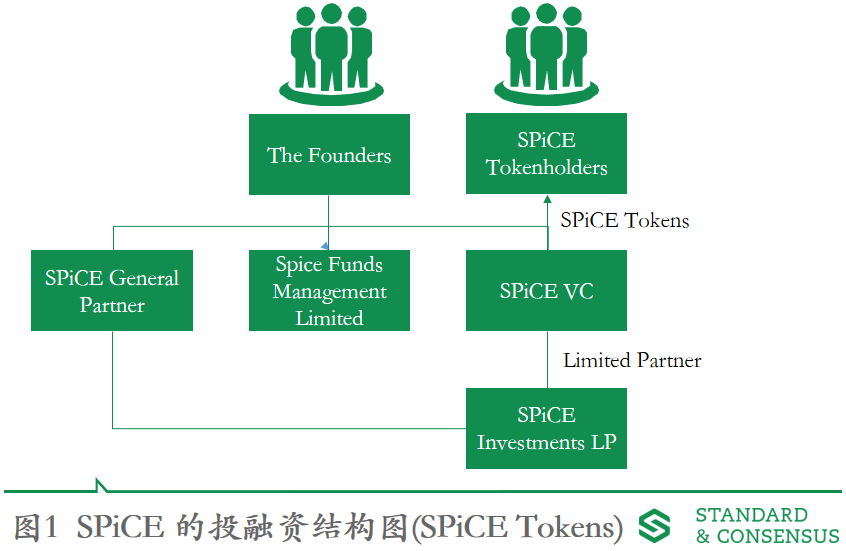 The Founders
SPiCE
Tokenholders
SPiCE Tokens
SPiCE General
Partner
Spice Funds
Management
Limited
SPiCE VC
Limited Partner
SPiCE
Investments LP
图1 SPiCE 的投融资结构图(SPiCE Tokens)
STANDARD
& CONSENSUS